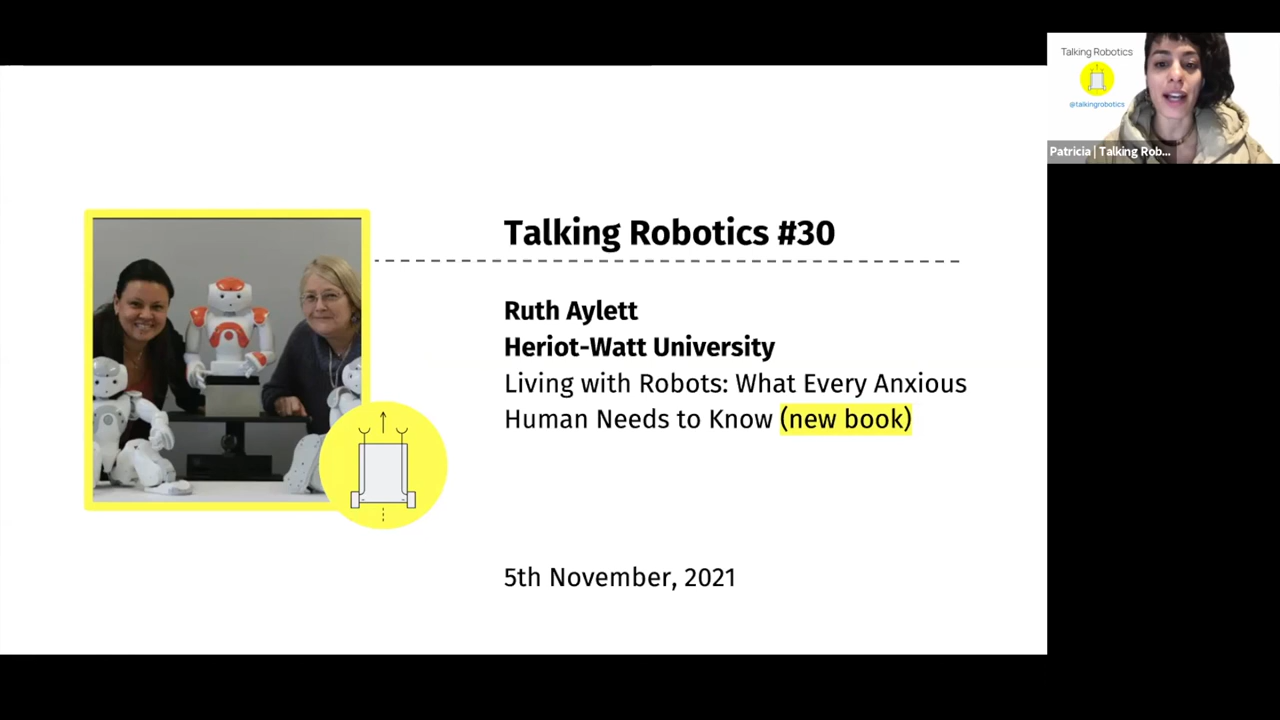 Talking Robotics
@talkingrobotics
Patricia | Talking Rob...
Talking Robotics #30
Ruth Aylett
Heriot-Watt University
Living with Robots: What Every Anxious
Human Needs to Know (new book)
5th November, 2021